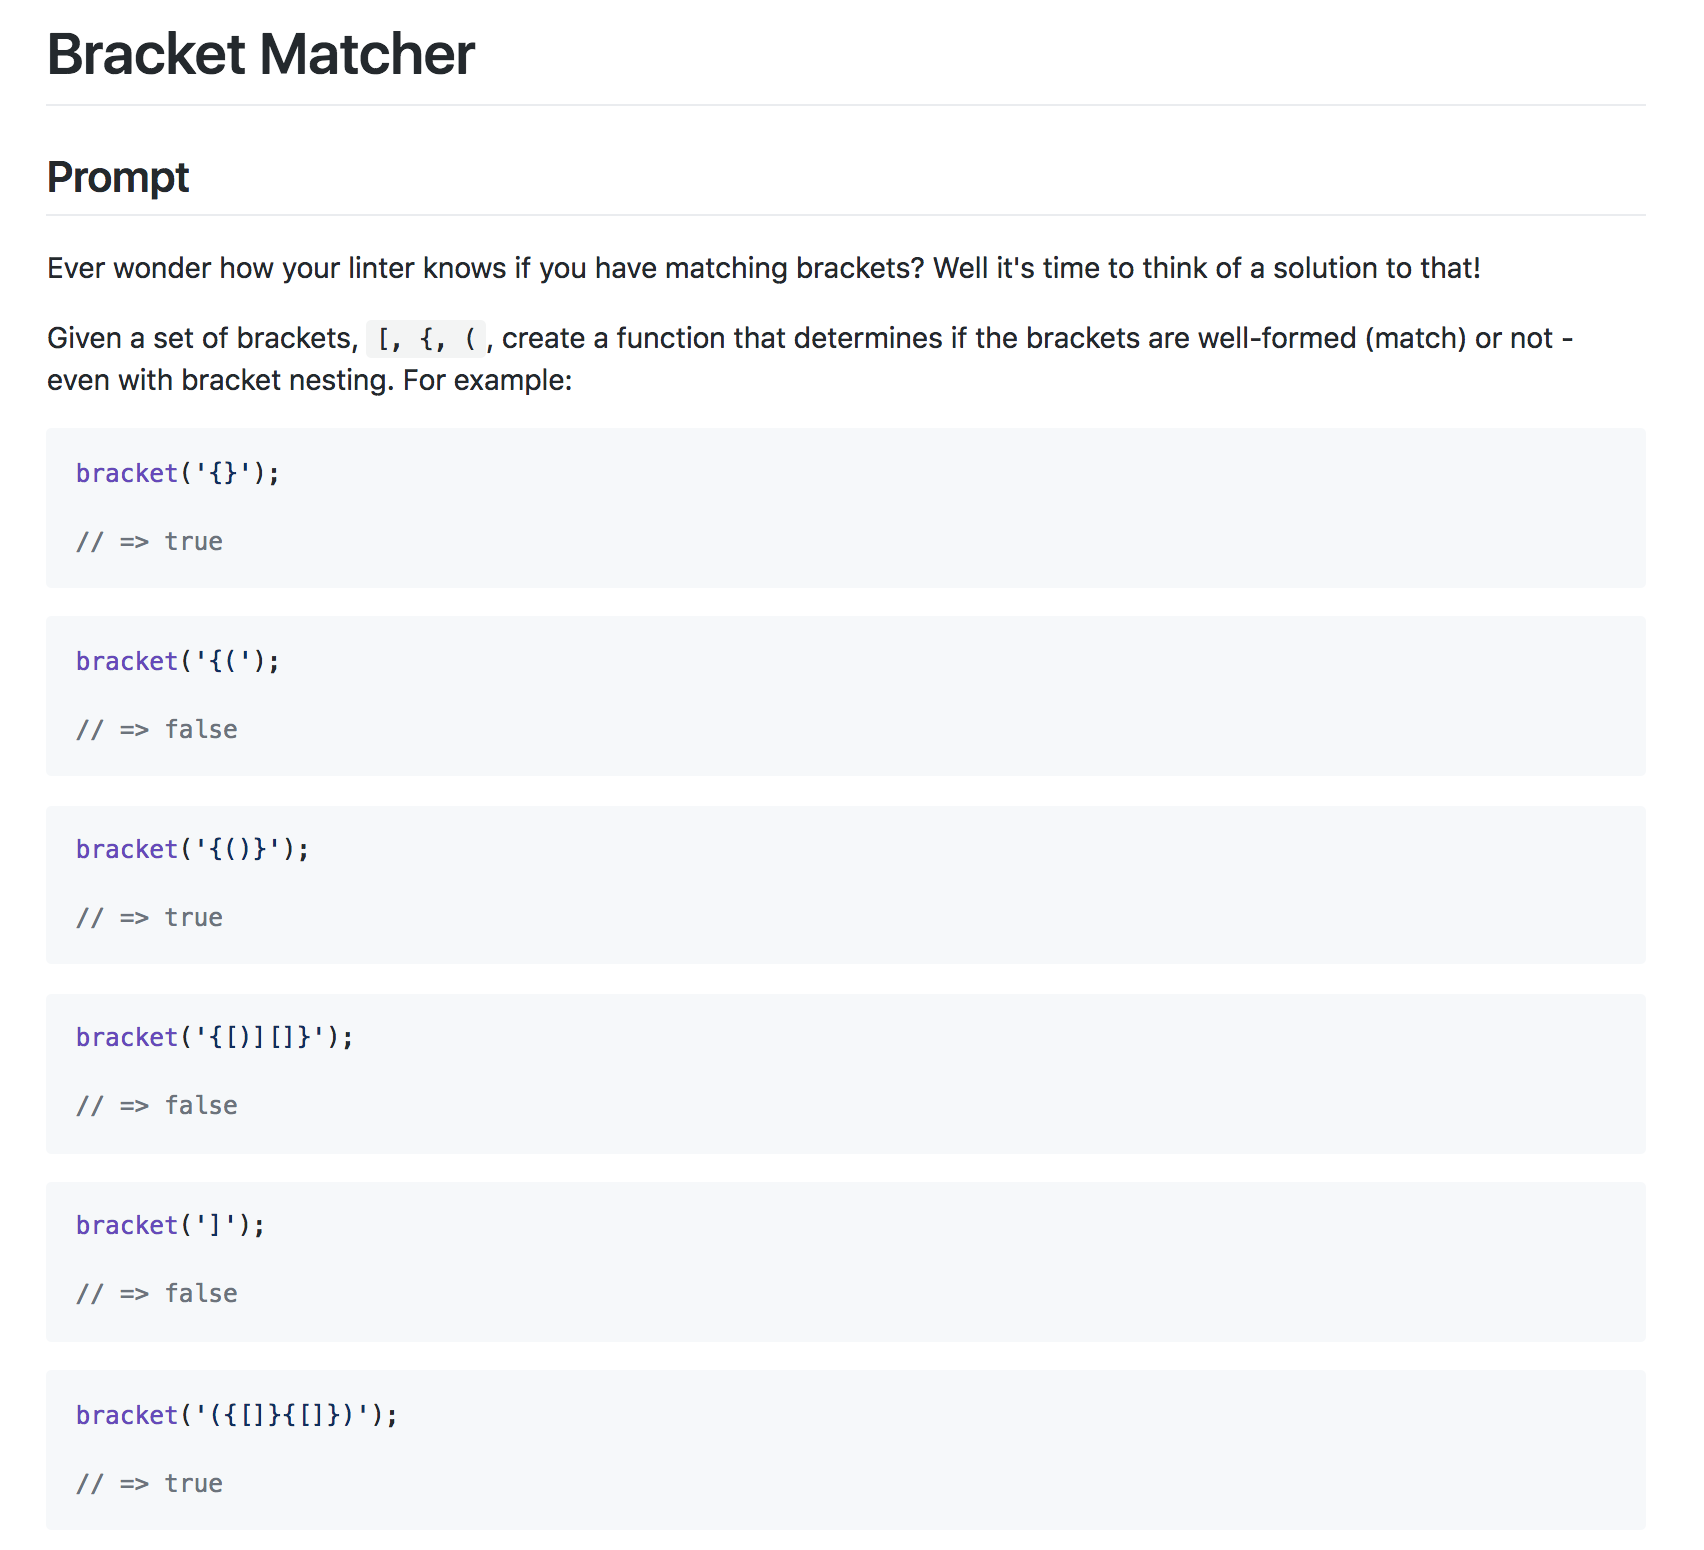 Bracket Matcher
Prompt
Ever wonder how your linter knows if you have matching brackets? Well it's time to think of a solution to that!
Given a set of brackets, [, {, (, create a function that determines if the brackets are well-formed (match) or not -
even with bracket nesting. For example:
bracket('{}');
// => true
bracket('{(');
// => false
bracket('{()}');
// => true
bracket('{[)][]}');
// => false
bracket(']');
// => false
bracket('({[]}{[]})');
// => true